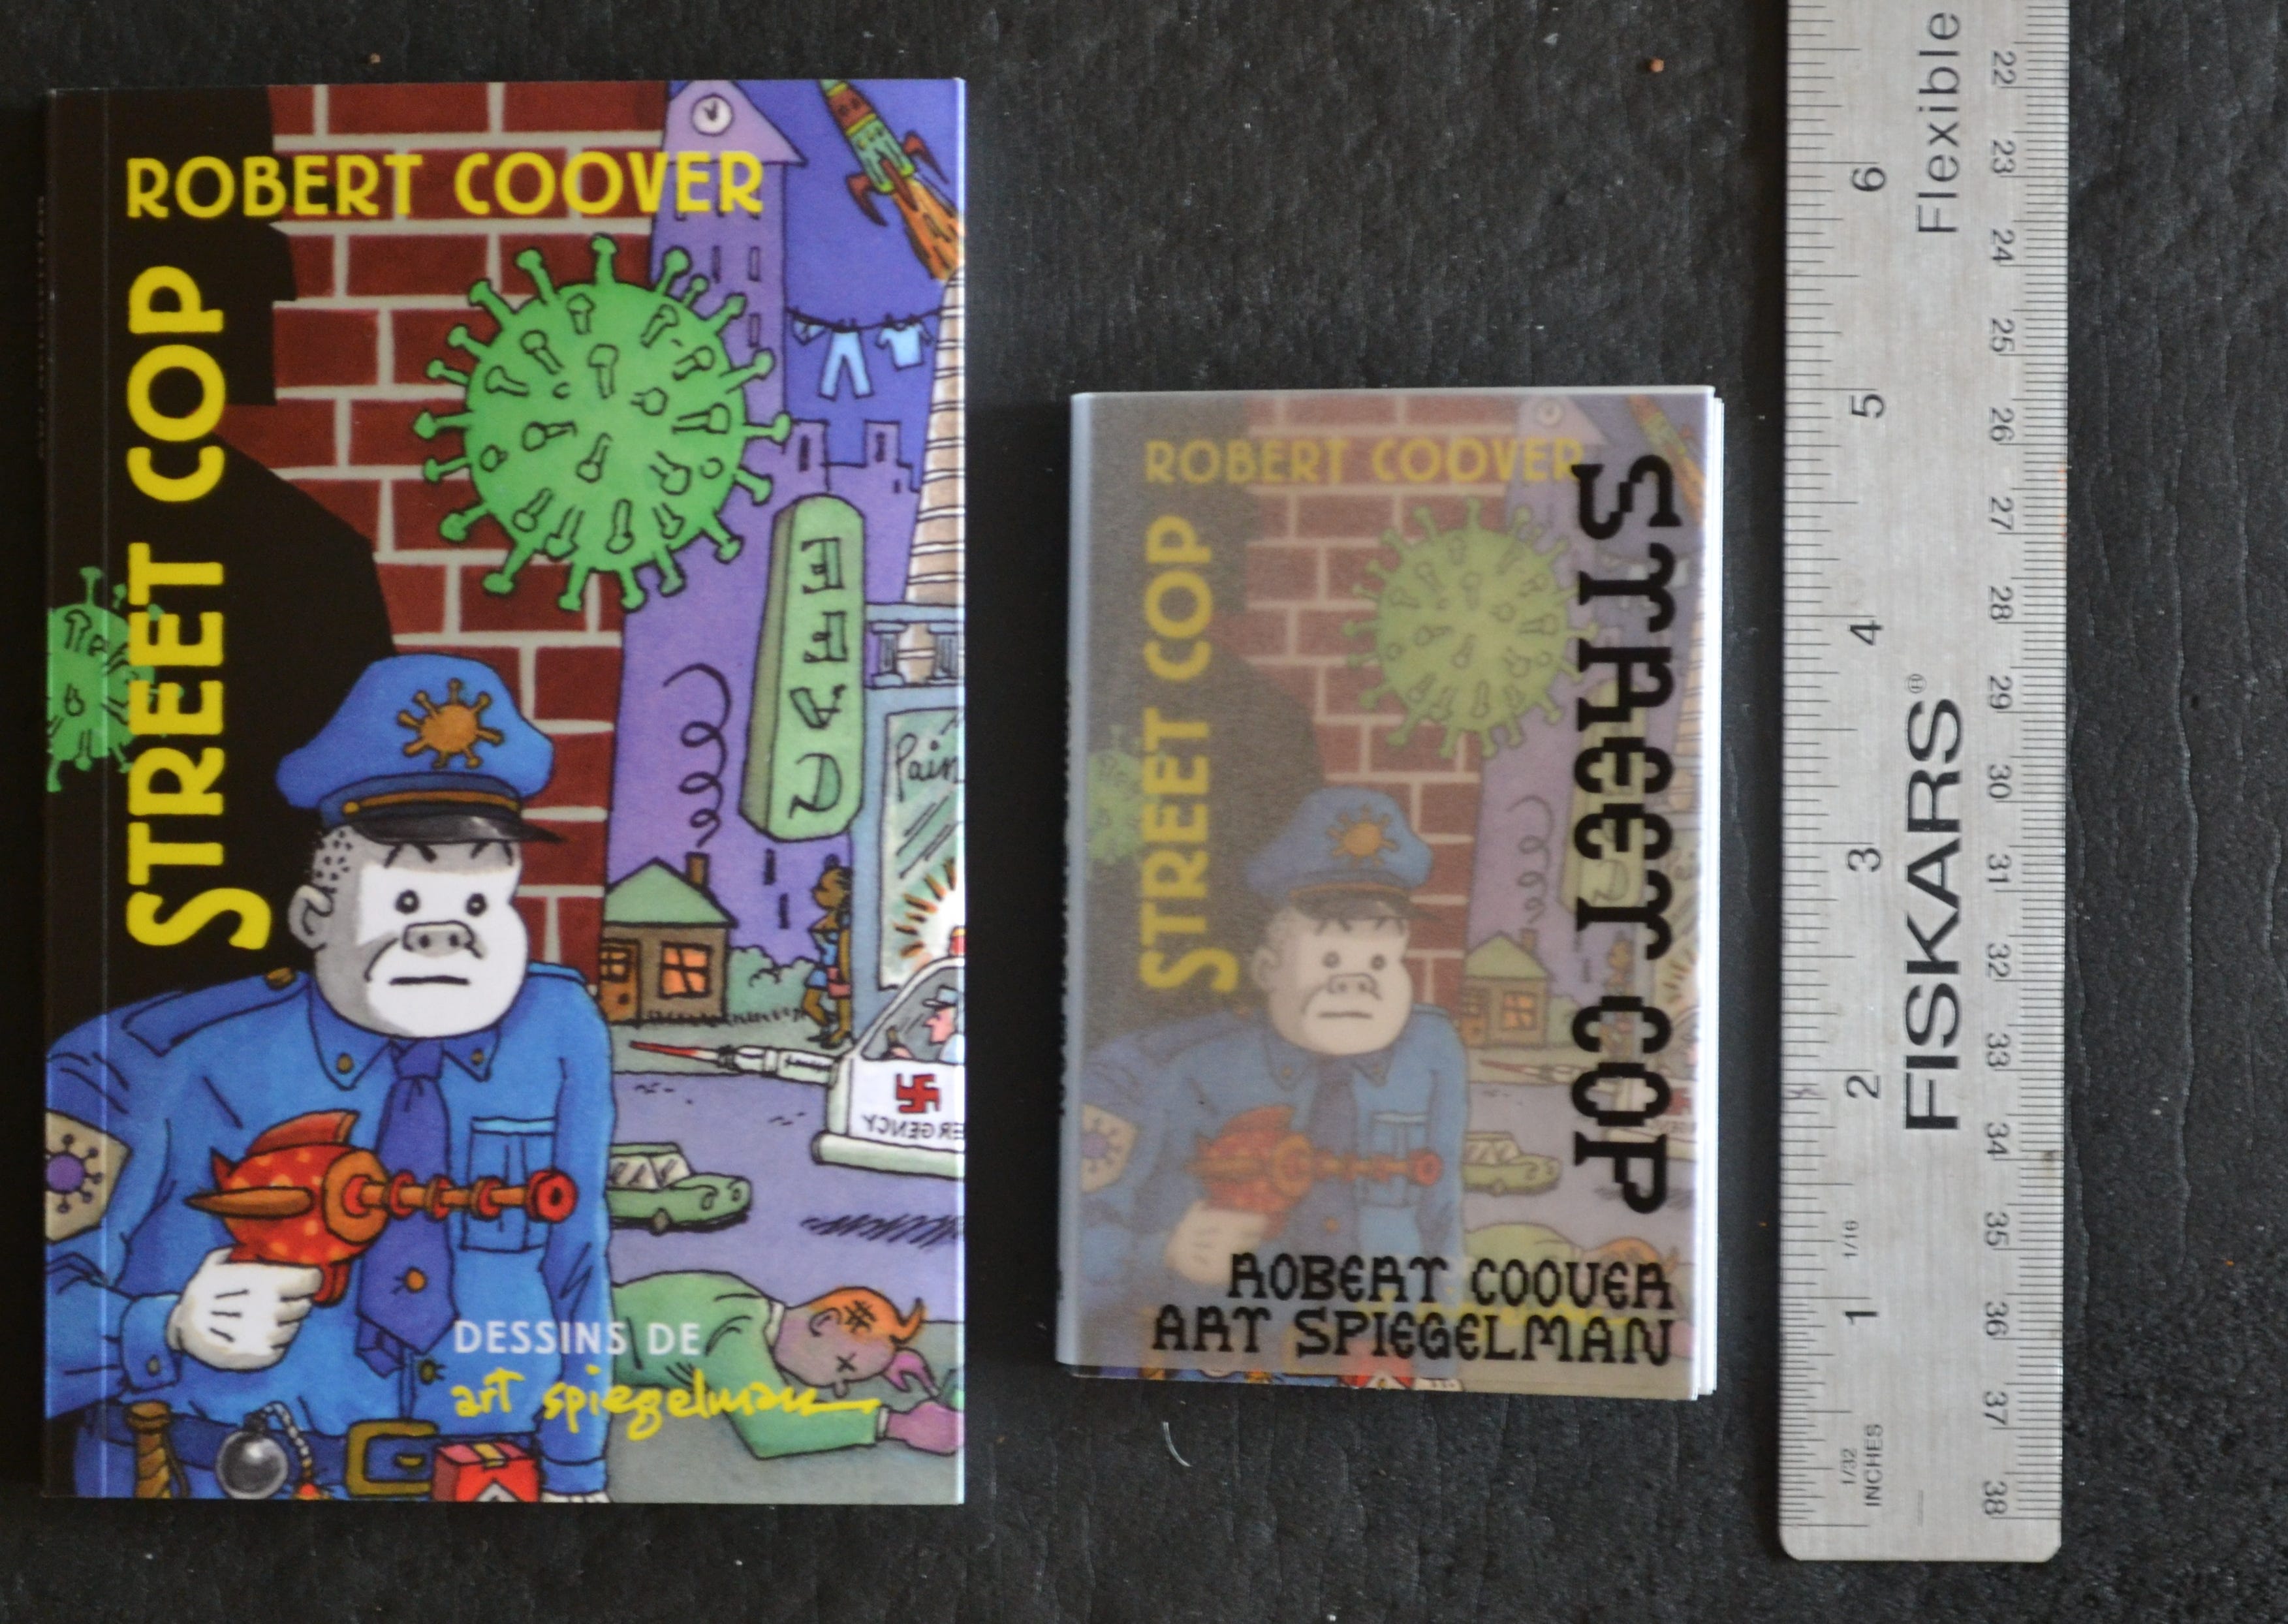 ROBERT COOVER
STREET COP
Pain
ERGENCY
DESSINS DE
art spiegelman
ROBERT COOVER
STREET COP
STREET COP
ROBERT COOVER
ART SPIEGELMAN
Flexible
FISKARS®
6
5
4
3
2
1
1/16
1/32
INCHES
22
23
24
25
26
27
28
29
30
31
32
33
34
35
36
37
38